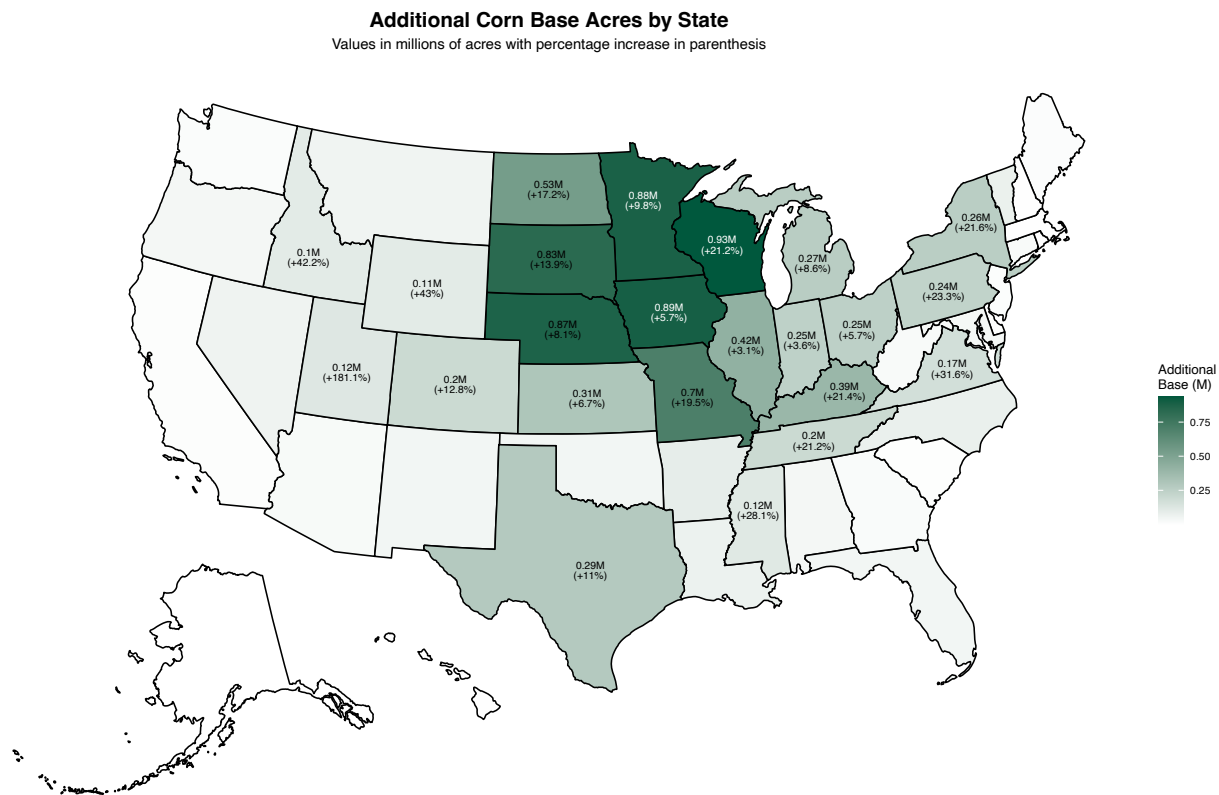 Additional Corn Base Acres by State
Values in millions of acres with percentage increase in parenthesis
0.53M
(+17.2%)
0.88M
(+9.8%)
0.93M
(+21.2%)
0.26M
(+21.6%)
0.1M
(+42.2%)
0.83M
(+13.9%)
0.27M
(+8.6%)
0.11M
(+43%)
0.24M
(+23.3%)
0.89M
(+5.7%)
0.87M
(+8.1%)
0.42M
(+3.1%)
0.25M
(+3.6%)
0.25M
(+5.7%)
0.12M
(+181.1%)
0.2M
(+12.8%)
0.17M
(+31.6%)
0.31M
(+6.7%)
0.7M
(+19.5%)
0.39M
(+21.4%)
0.2M
(+21.2%)
0.12M
(+28.1%)
0.29M
(+11%)
Additional
Base (M)
0.75
0.50
0.25